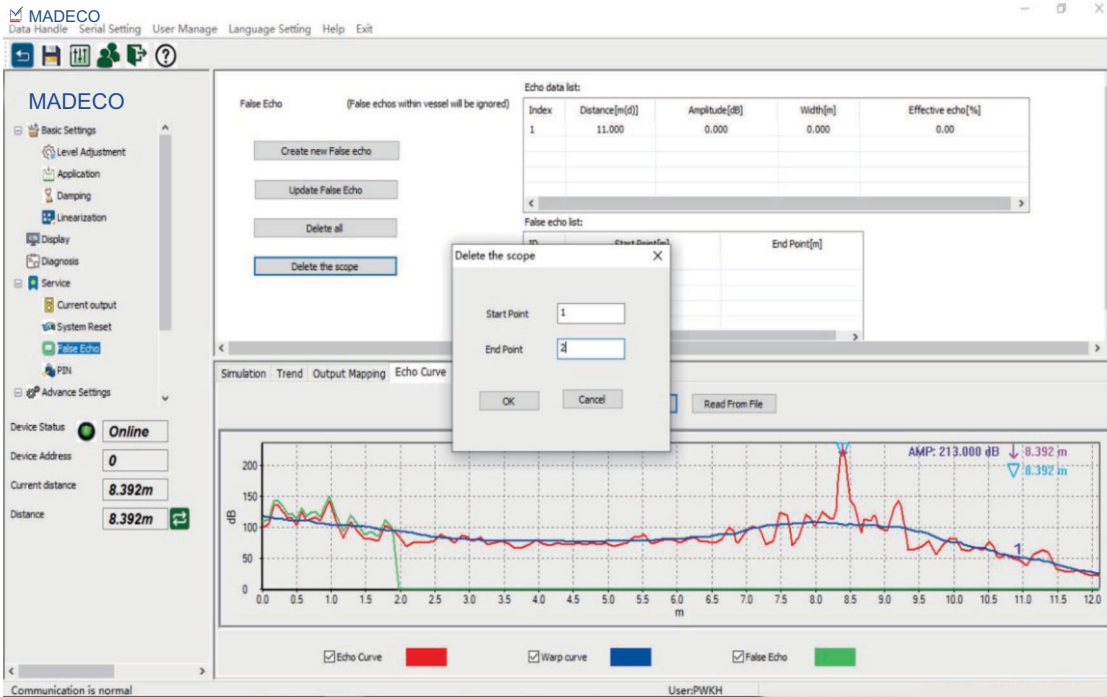 MADECO
Data Handle Serial Setting User Manage Language Setting Help Exit
MADECO
Basic Settings
Level Adjustment
Application
Damping
Linearization
Display
Diagnosis
Service
Current output
System Reset
False Echo
PIN
Advance Settings
Device Status Online
Device Address 0
Current distance 8.392m
Distance 8.392m
False Echo (False echos within vessel will be ignored)
Create new False echo
Update False Echo
Delete all
Delete the scope
Echo data list:
Index Distance[m(d)] Amplitude[dB] Width[m] Effective echo[%]
1 11.000 0.000 0.000 0.00
False echo list:
ID Start Point[m] End Point[m]
Delete the scope X
Start Point 1
End Point 2
OK Cancel
Simulation Trend Output Mapping Echo Curve
Read From File
AMP: 213.000 dB 8.392 m
8.392 m
200
150
100
50
0
dB
1
0.0 0.5 1.0 1.5 2.0 2.5 3.0 3.5 4.0 4.5 5.0 5.5 6.0 6.5 7.0 7.5 8.0 8.5 9.0 9.5 10.0 10.5 11.0 11.5 12.0
m
Echo Curve Warp curve False Echo
Communication is normal User:PWKH